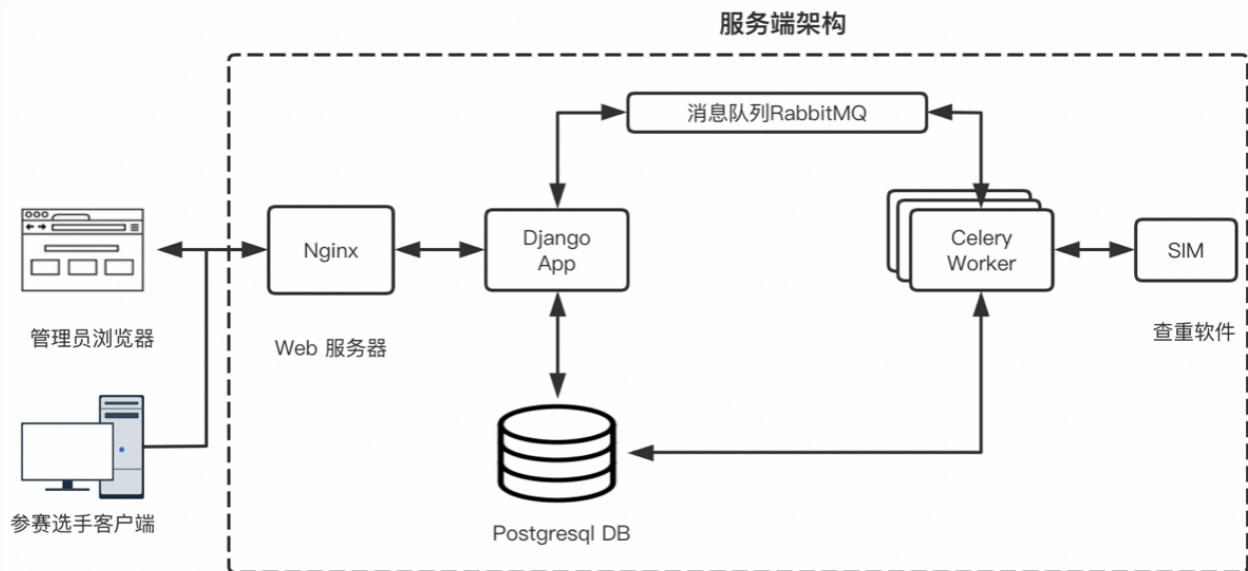 服务端架构
消息队列RabbitMQ
Nginx
Django
App
Celery
Worker
SIM
管理员浏览器
Web 服务器
查重软件
参赛选手客户端
Postgresql DB